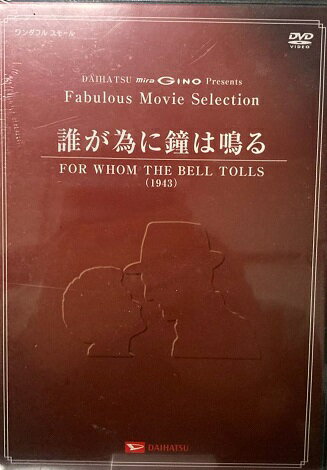 ワンダフル スモール
DVD
VIDEO
DAIHATSU mira GINO Presents
Fabulous Movie Selection
誰が為に鐘は鳴る
FOR WHOM THE BELL TOLLS
(1943)
DAIHATSU